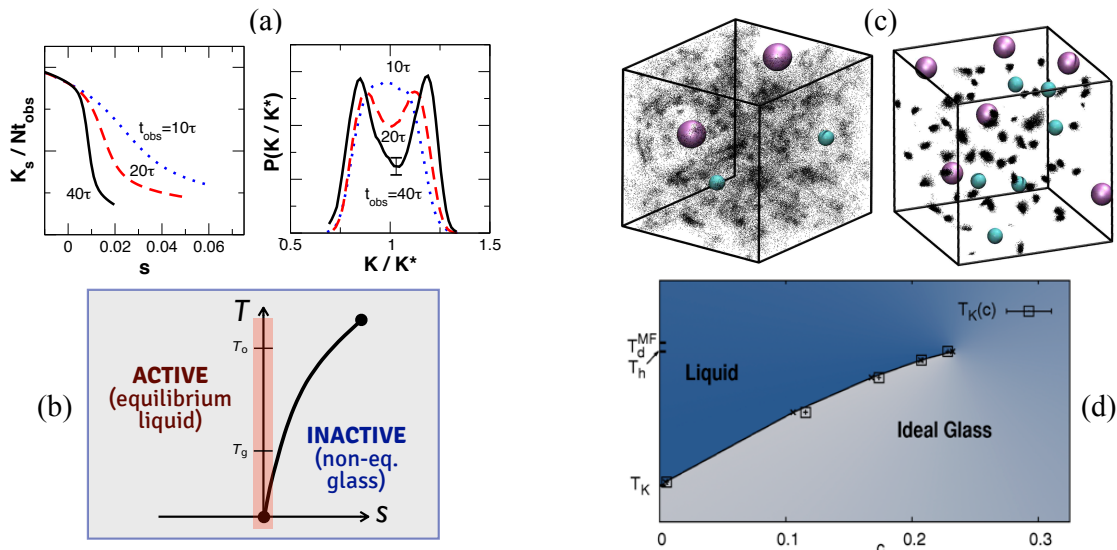 (a)
K_s / Nt_obs
t_obs=10τ
20τ
40τ
0 0.02 0.04 0.06
s
P(K / K*)
10τ
20τ
t_obs=40τ
0.5 1 1.5
K / K*
(b)
T
T_o
T_g
ACTIVE
(equilibrium
liquid)
INACTIVE
(non-eq.
glass)
s
(c)
(d)
T_K(c)
T_d^MF
T_h
T_K
Liquid
Ideal Glass
0 0.1 0.2 0.3
c